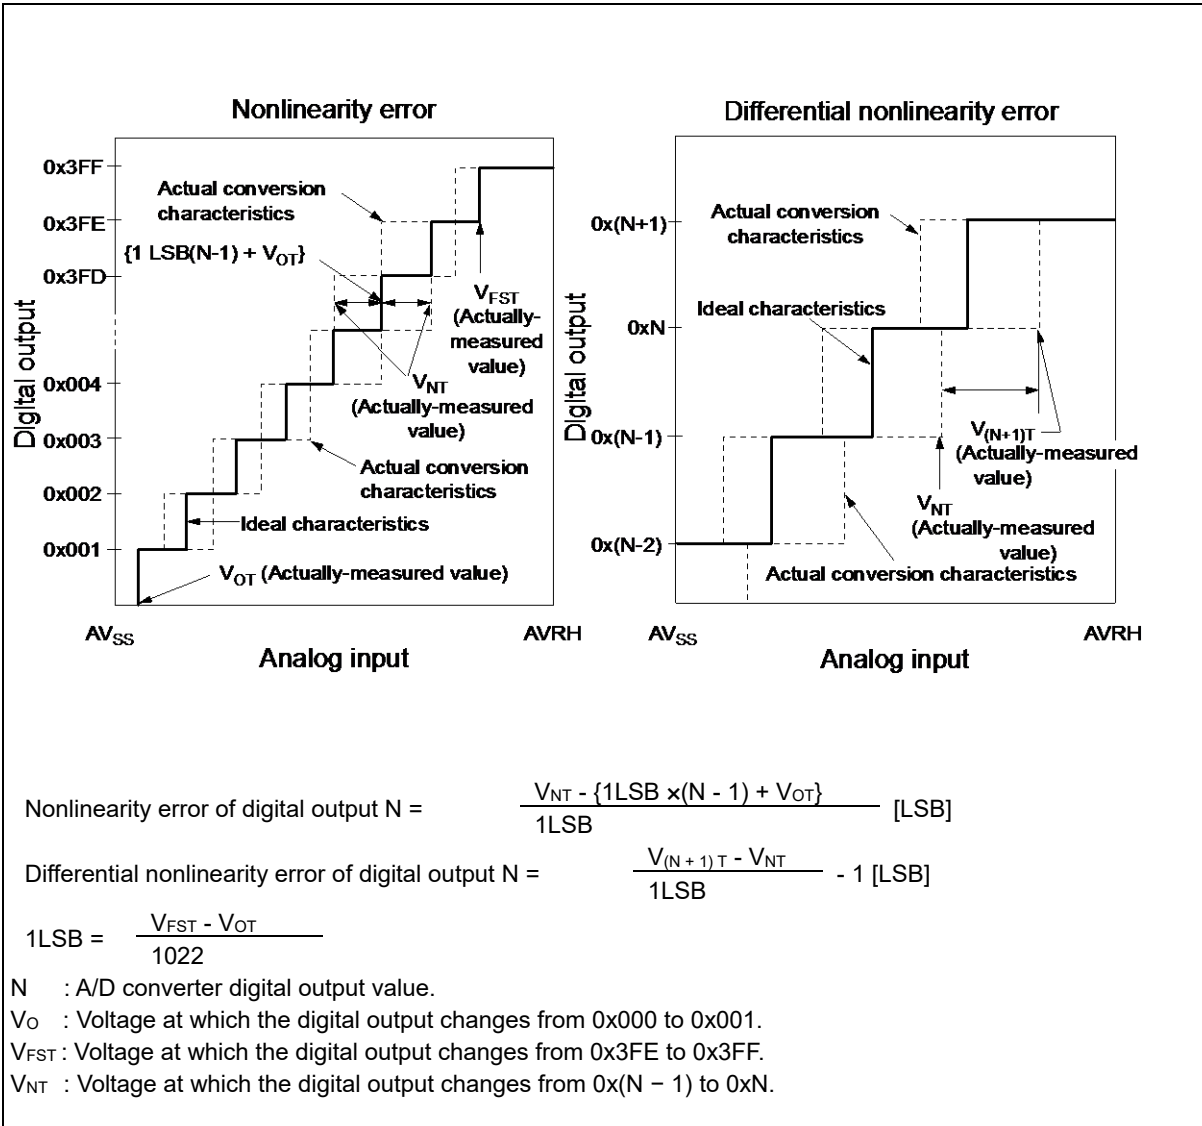 Nonlinearity error
0x3FF
0x3FE
0x3FD
0x004
0x003
0x002
0x001
Digital output
Actual conversion
characteristics
{1 LSB(N-1) + VOT}
VFST
(Actually-
measured
value)
VNT
(Actually-measured
value)
Actual conversion
characteristics
Ideal characteristics
VOT (Actually-measured value)
AVSS
AVRH
Analog input
Differential nonlinearity error
0x(N+1)
0xN
0x(N-1)
0x(N-2)
Digital output
Actual conversion
characteristics
Ideal characteristics
V(N+1)T
(Actually-measured
value)
VNT
(Actually-measured
value)
Actual conversion characteristics
AVSS
AVRH
Analog input
Nonlinearity error of digital output N = VNT - {1LSB ×(N - 1) + VOT} [LSB]
1LSB
Differential nonlinearity error of digital output N = V(N + 1) T - VNT - 1 [LSB]
1LSB
1LSB = VFST - VOT
1022
N : A/D converter digital output value.
VO : Voltage at which the digital output changes from 0x000 to 0x001.
VFST : Voltage at which the digital output changes from 0x3FE to 0x3FF.
VNT : Voltage at which the digital output changes from 0x(N − 1) to 0xN.